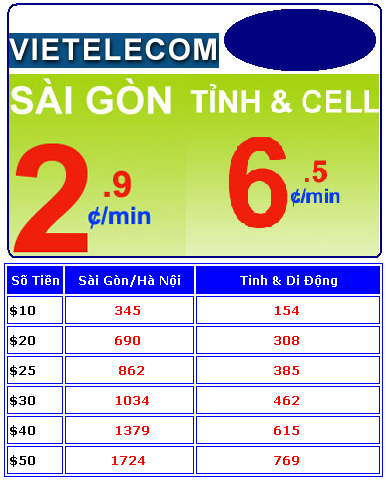 VIETELECOM
SÀI GÒN TỈNH & CELL
2.9 ¢/min 6.5 ¢/min
Số Tiền Sài Gòn/Hà Nội Tinh & Di Động
$10 345 154
$20 690 308
$25 862 385
$30 1034 462
$40 1379 615
$50 1724 769